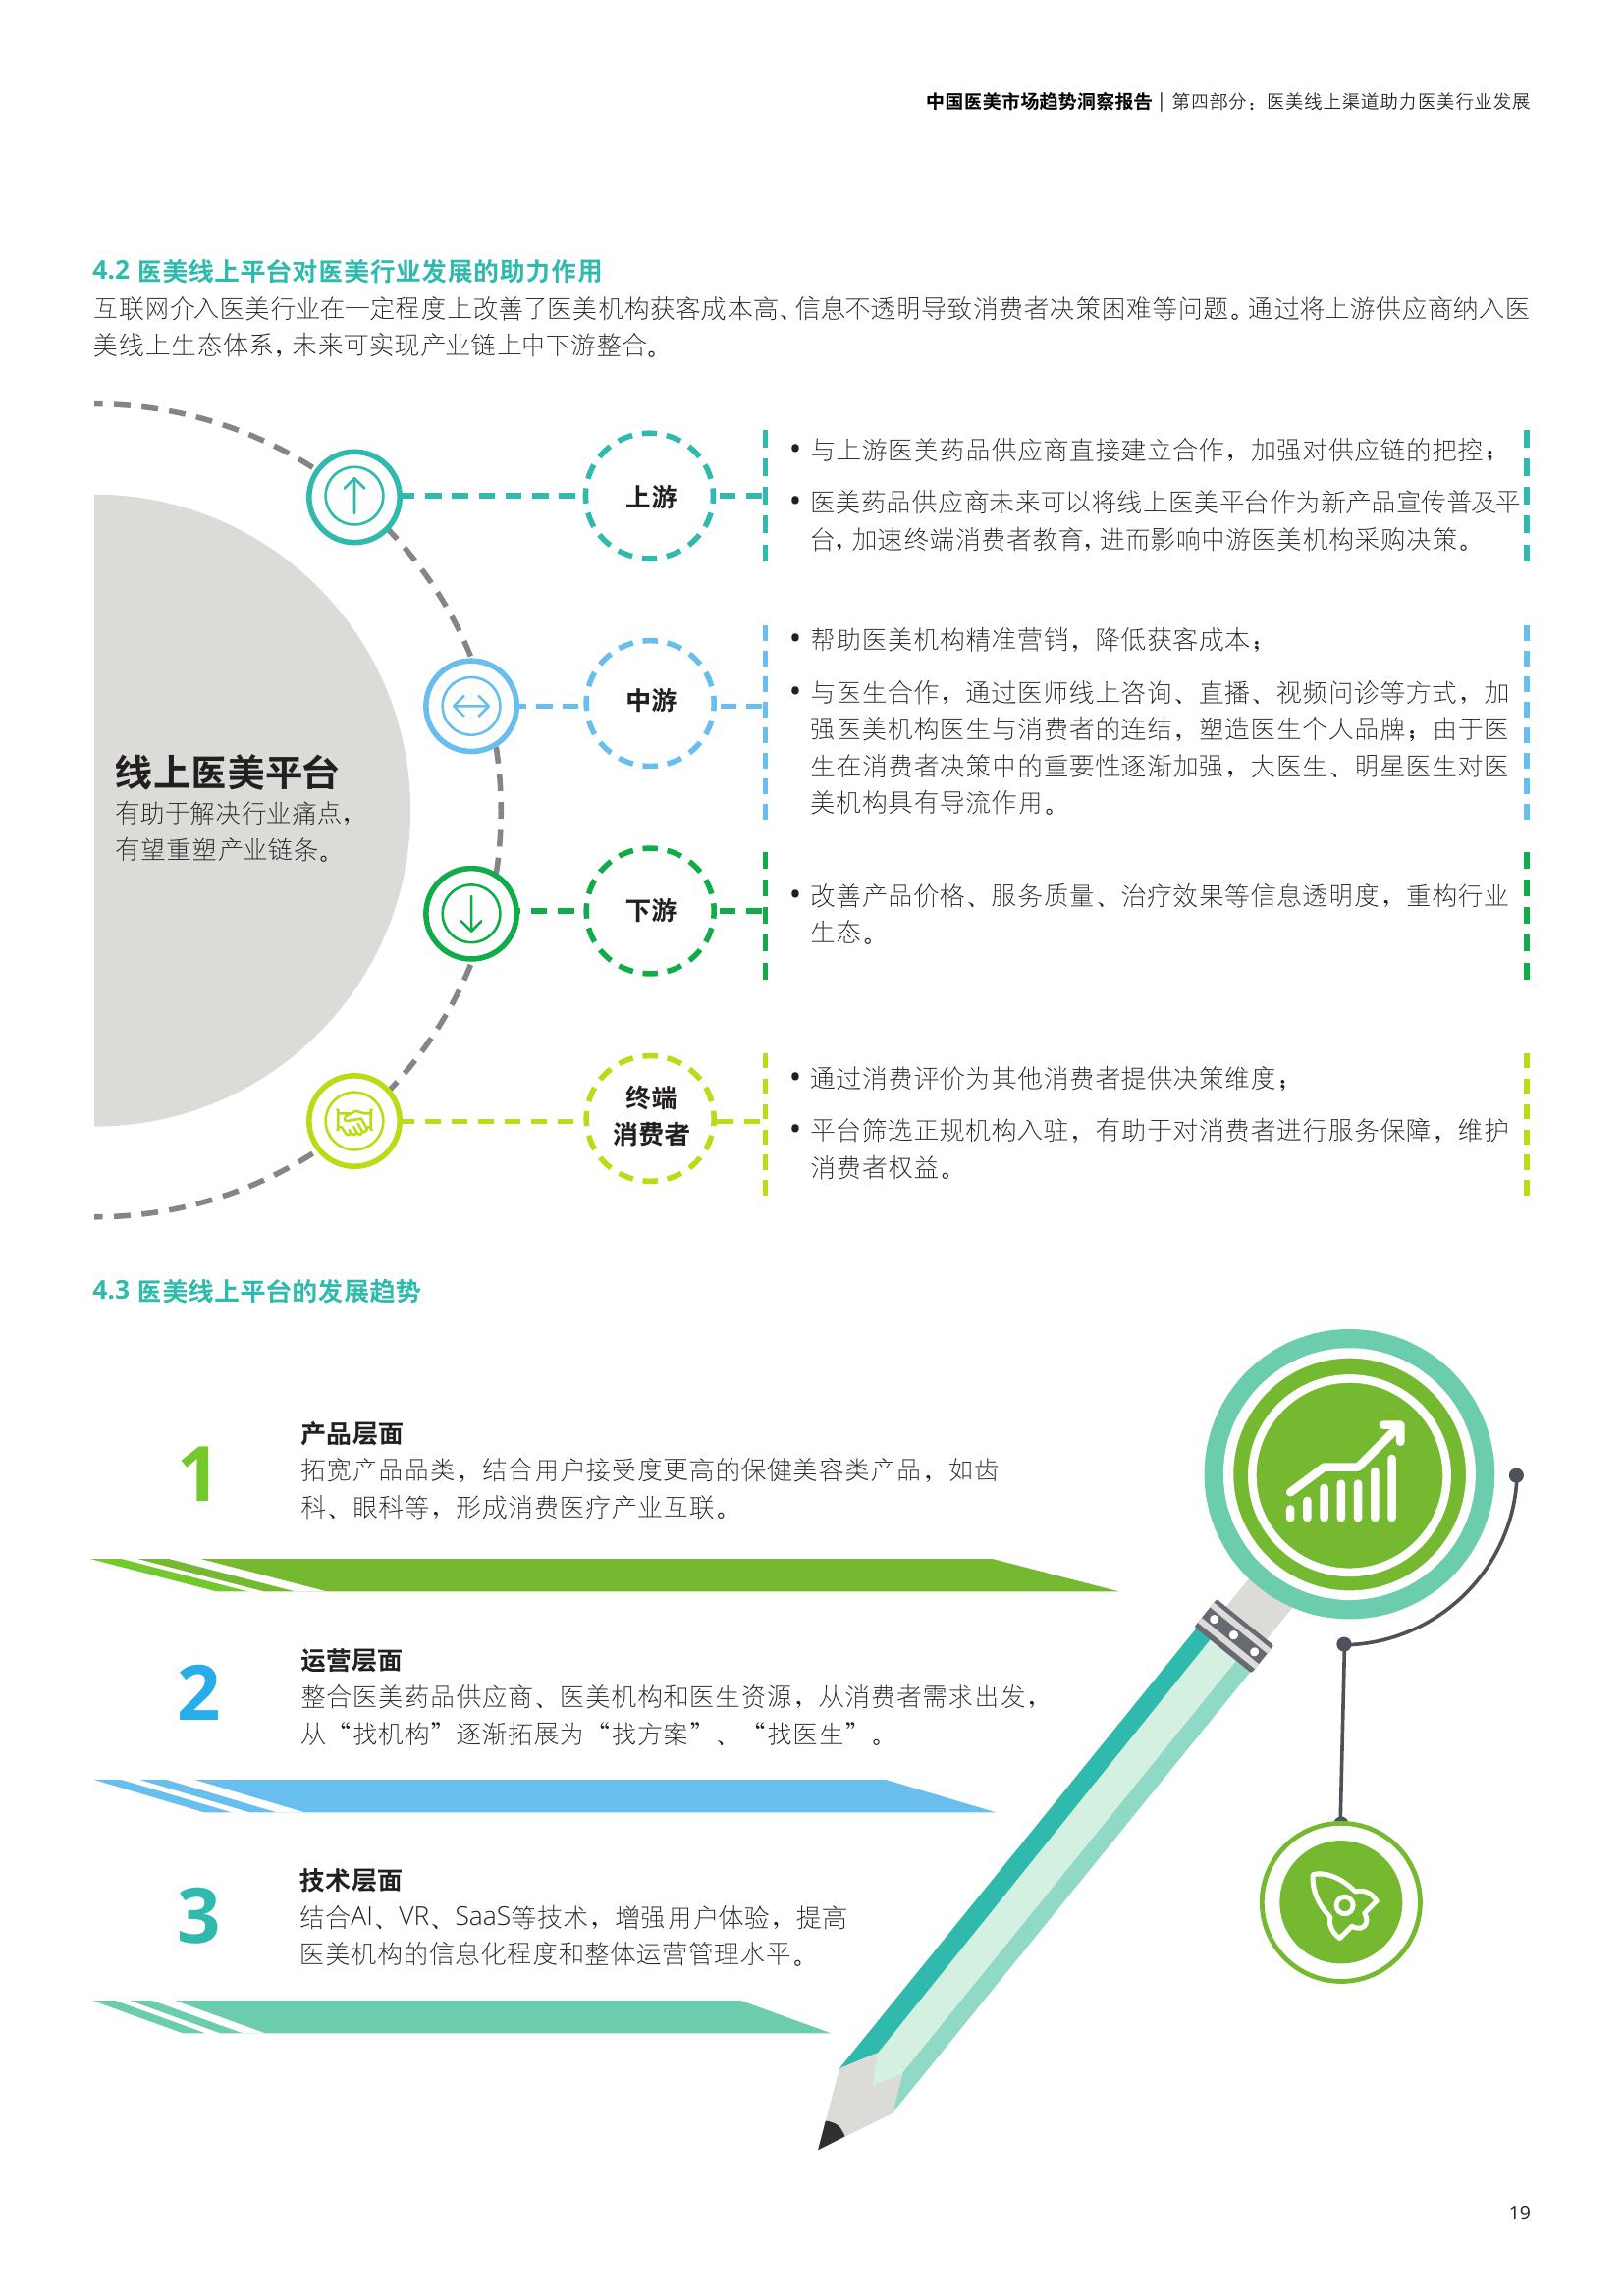 中国医美市场趋势洞察报告 | 第四部分：医美线上渠道助力医美行业发展
4.2 医美线上平台对医美行业发展的助力作用
互联网介入医美行业在一定程度上改善了医美机构获客成本高、信息不透明导致消费者决策困难等问题。通过将上游供应商纳入医
美线上生态体系，未来可实现产业链上中下游整合。
线上医美平台
有助于解决行业痛点，
有望重塑产业链条。
上游
• 与上游医美药品供应商直接建立合作，加强对供应链的把控；
• 医美药品供应商未来可以将线上医美平台作为新产品宣传普及平
台，加速终端消费者教育，进而影响中游医美机构采购决策。
中游
• 帮助医美机构精准营销，降低获客成本；
• 与医生合作，通过医师线上咨询、直播、视频问诊等方式，加
强医美机构医生与消费者的连结，塑造医生个人品牌；由于医
生在消费者决策中的重要性逐渐加强，大医生、明星医生对医
美机构具有导流作用。
下游
• 改善产品价格、服务质量、治疗效果等信息透明度，重构行业
生态。
终端
消费者
• 通过消费评价为其他消费者提供决策维度；
• 平台筛选正规机构入驻，有助于对消费者进行服务保障，维护
消费者权益。
4.3 医美线上平台的发展趋势
1
产品层面
拓宽产品品类，结合用户接受度更高的保健美容类产品，如齿
科、眼科等，形成消费医疗产业互联。
2
运营层面
整合医美药品供应商、医美机构和医生资源，从消费者需求出发，
从“找机构”逐渐拓展为“找方案”、“找医生”。
3
技术层面
结合AI、VR、SaaS等技术，增强用户体验，提高
医美机构的信息化程度和整体运营管理水平。
19